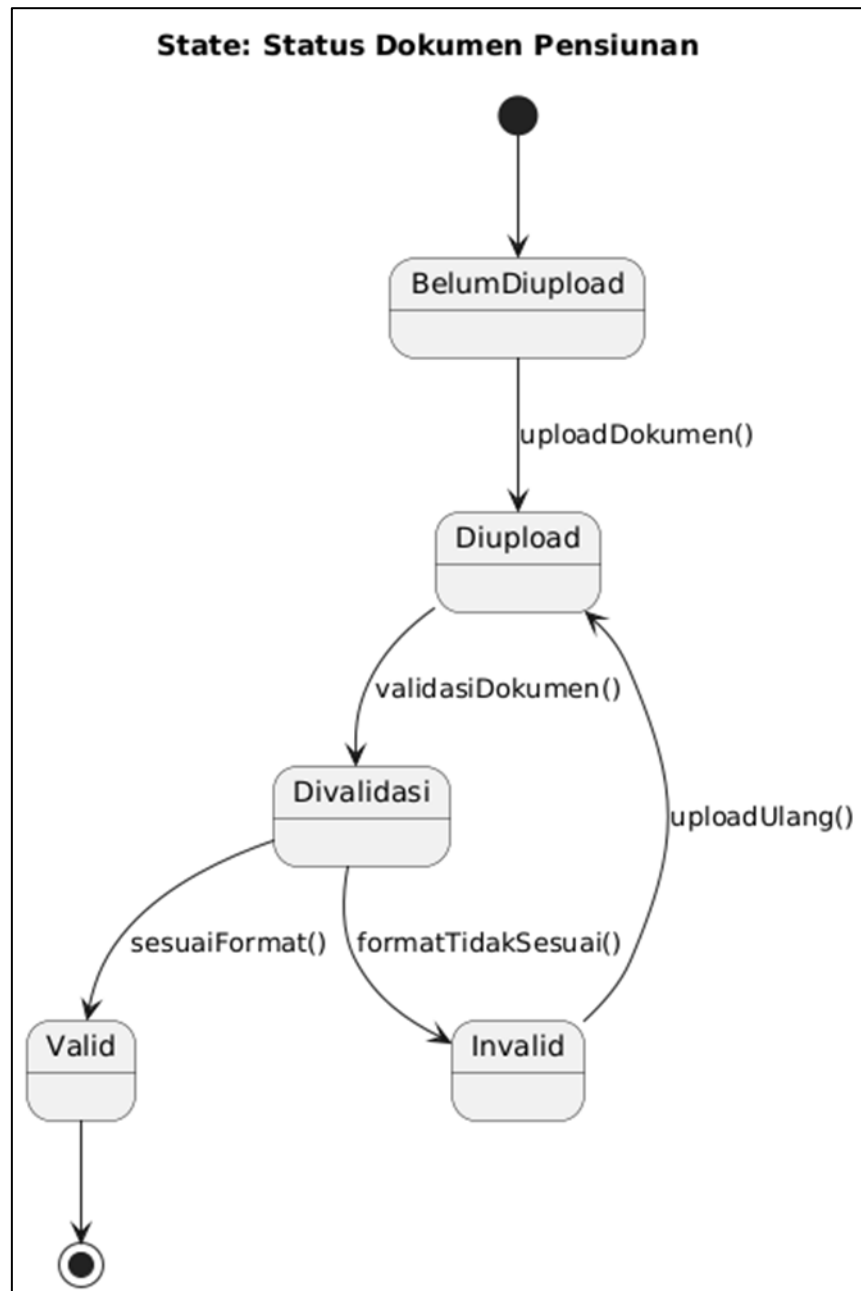 State: Status Dokumen Pensiunan
BelumDiupload
uploadDokumen()
Diupload
validasiDokumen()
Divalidasi
uploadUlang()
sesuaiFormat()
formatTidakSesuai()
Valid
Invalid